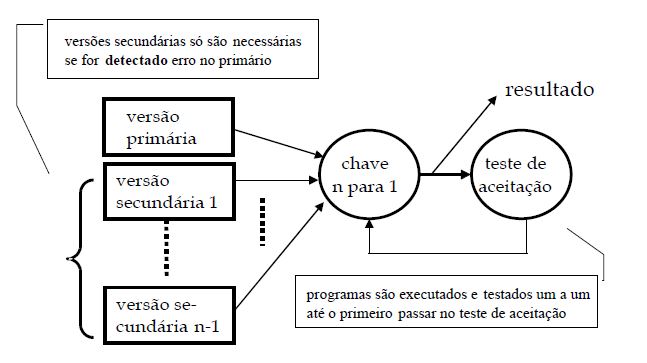 versões secundárias só são necessárias
se for detectado erro no primário
resultado
versão
primária
chave
n para 1
teste de
aceitação
versão
secundária 1
versão se-
cundária n-1
programas são executados e testados um a um
até o primeiro passar no teste de aceitação